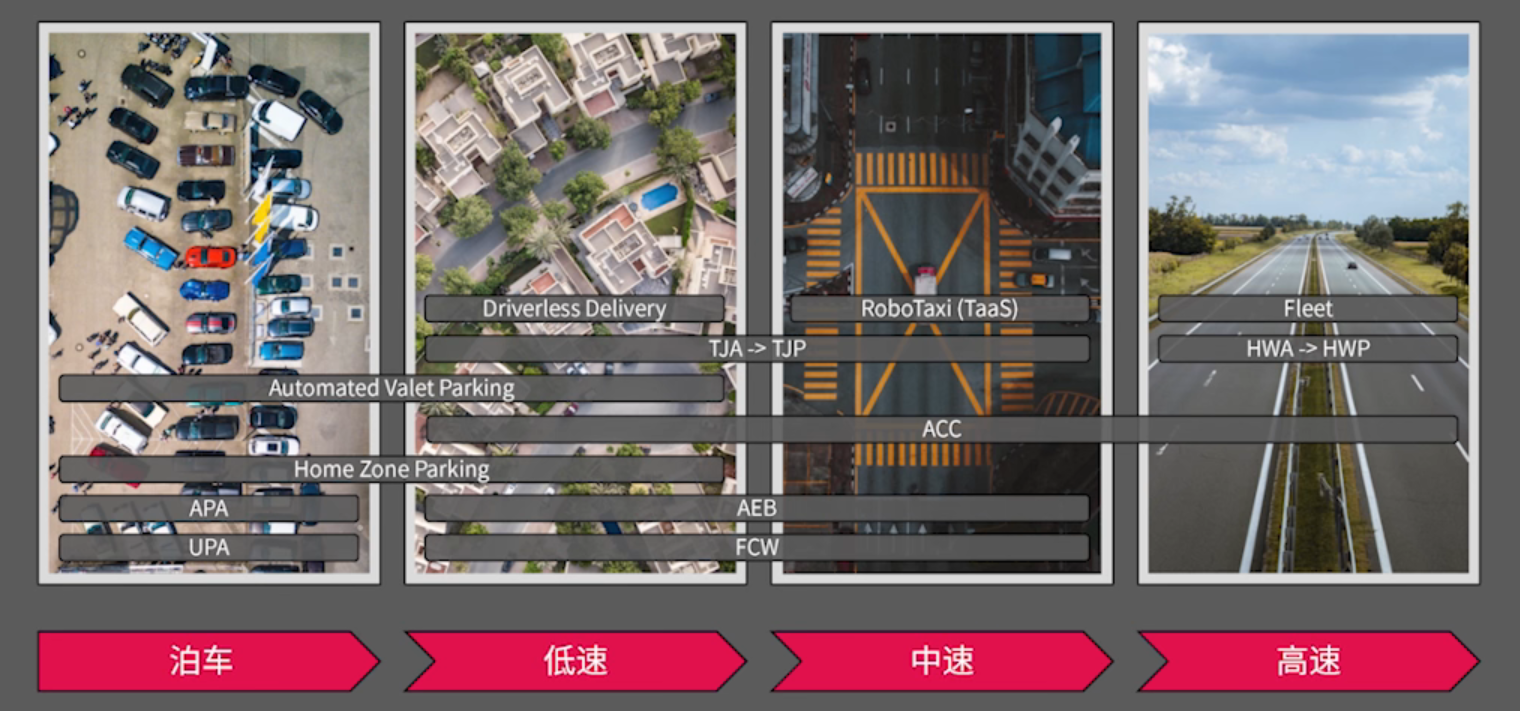 Driverless Delivery
RoboTaxi (TaaS)
Fleet
TJA -> TJP
HWA -> HWP
Automated Valet Parking
ACC
Home Zone Parking
APA
AEB
UPA
FCW
泊车
低速
中速
高速